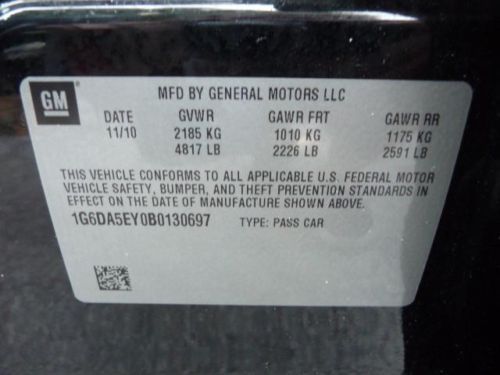 GM
MFD BY GENERAL MOTORS LLC
DATE GVWR GAWR FRT GAWR RR
11/10 2185 KG 1010 KG 1175 KG
4817 LB 2226 LB 2591 LB
THIS VEHICLE CONFORMS TO ALL APPLICABLE U.S. FEDERAL MOTOR
VEHICLE SAFETY, BUMPER, AND THEFT PREVENTION STANDARDS IN
EFFECT ON THE DATE OF MANUFACTURE SHOWN ABOVE.
1G6DA5EY0B0130697 TYPE: PASS CAR